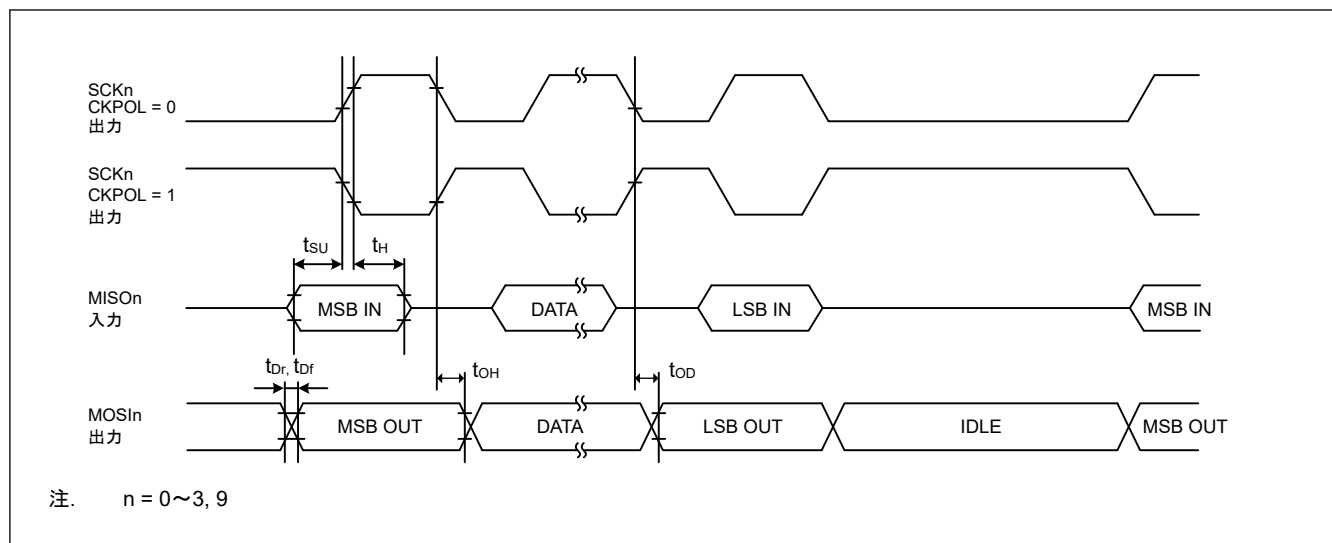 SCKn
CKPOL = 0
出力
SCKn
CKPOL = 1
出力
tSU
tH
MISOn
入力
MSB IN
DATA
LSB IN
MSB IN
tDr, tDf
tOH
tOD
MOSIn
出力
MSB OUT
DATA
LSB OUT
IDLE
MSB OUT
注. n = 0～3, 9